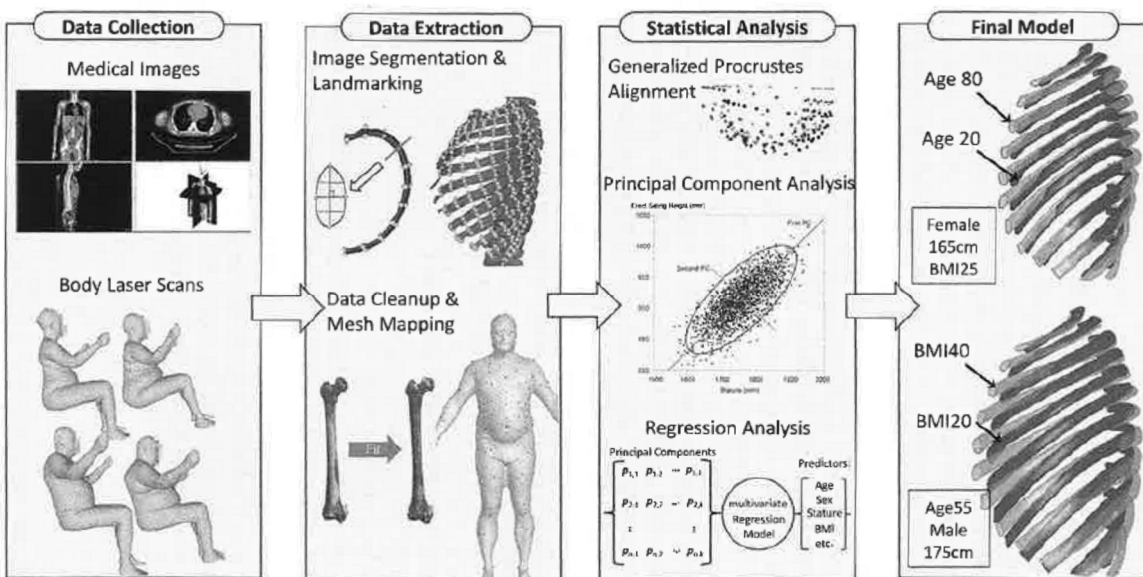 Data Collection
Medical Images
Body Laser Scans
Data Extraction
Image Segmentation &
Landmarking
Data Cleanup &
Mesh Mapping
Fit
Statistical Analysis
Generalized Procrustes
Alignment
Principal Component Analysis
First PC
Second PC
Stature (mm)
Regression Analysis
Principal Components
multivariate
Regression
Model
Predictors
Age
Sex
Stature
BMI
etc.
Final Model
Age 80
Age 20
Female
165cm
BMI25
BMI40
BMI20
Age55
Male
175cm